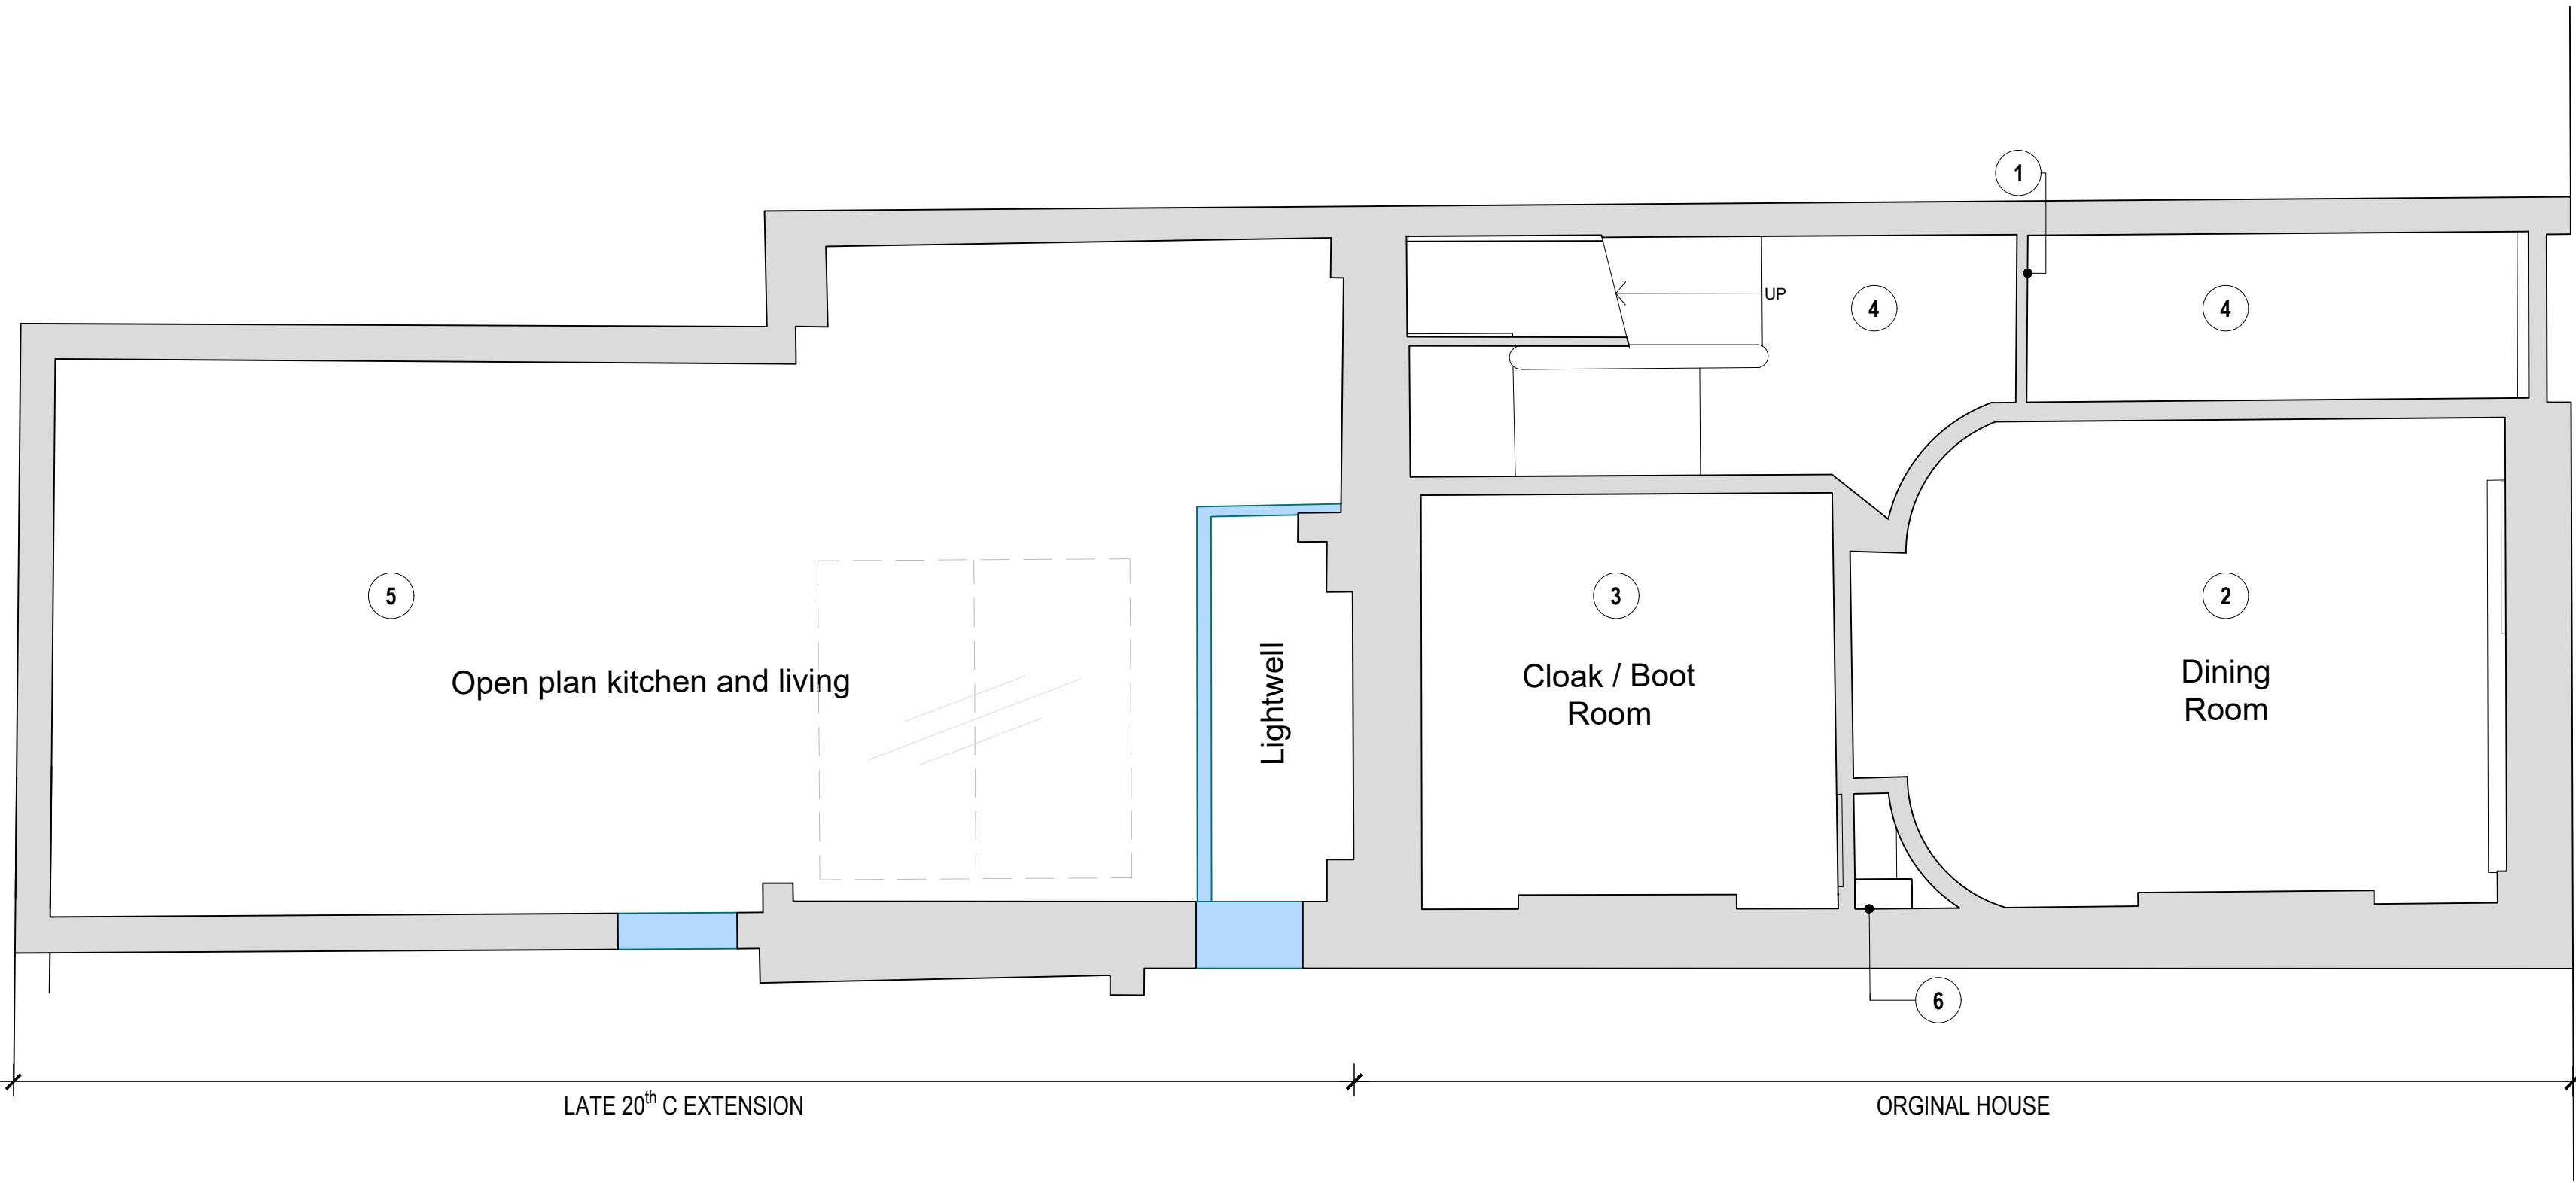 1
UP
4
4
5
3
2
Open plan kitchen and living
Lightwell
Cloak / Boot
Room
Dining
Room
6
LATE 20th C EXTENSION
ORGINAL HOUSE